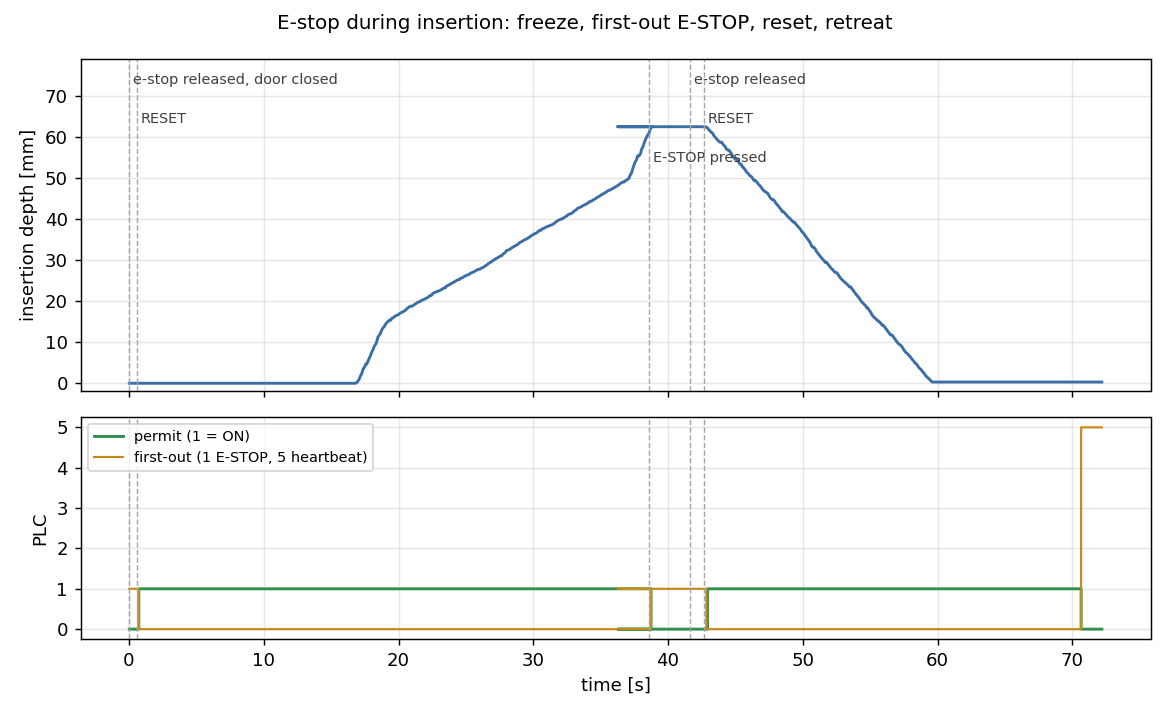 E-stop during insertion: freeze, first-out E-STOP, reset, retreat
e-stop released, door closed
e-stop released
RESET
RESET
E-STOP pressed
insertion depth [mm]
70
60
50
40
30
20
10
0
permit (1 = ON)
first-out (1 E-STOP, 5 heartbeat)
PLC
5
4
3
2
1
0
0
10
20
30
40
50
60
70
time [s]